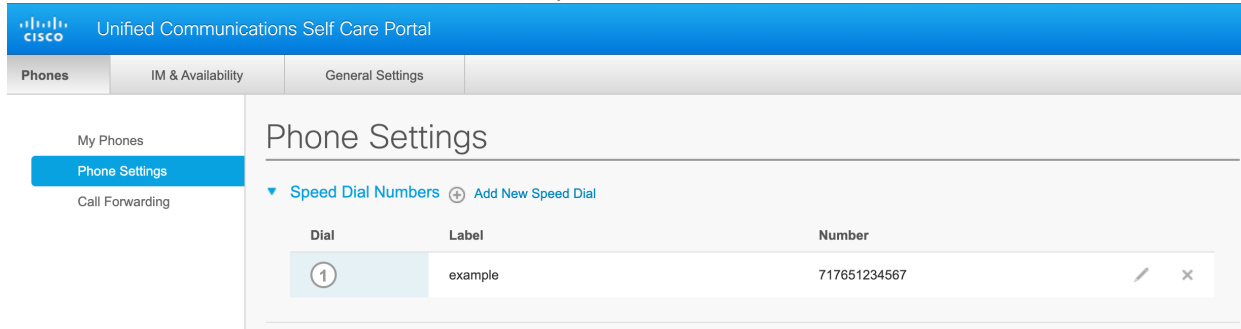 CISCO Unified Communications Self Care Portal
Phones IM & Availability General Settings
My Phones
Phone Settings
Call Forwarding
Phone Settings
Speed Dial Numbers Add New Speed Dial
Dial Label Number
1 example 717651234567